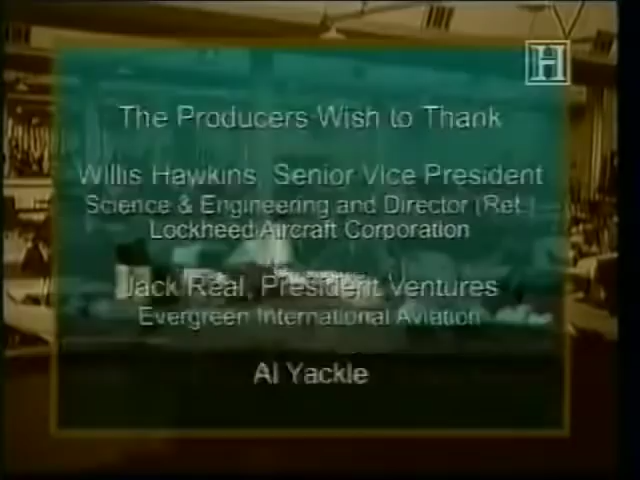 H
The Producers Wish to Thank
Willis Hawkins, Senior Vice President
Science & Engineering and Director (Ret.)
Lockheed Aircraft Corporation
Jack Real, President Ventures
Evergreen International Aviation
Al Yackle